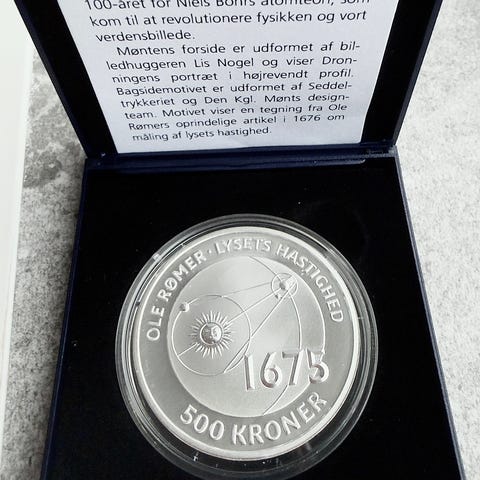 100-året for Niels Bohrs atomteori, som
kom til at revolutionere fysikken og vort
verdensbillede.
Møntens forside er udformet af bil-
ledhuggeren Lis Nogel og viser Dron-
ningens portræt i højrevendt profil.
Bagsidemotivet er udformet af Seddel-
trykkeriet og Den Kgl. Mønts design-
team. Motivet viser en tegning fra Ole
Rømers oprindelige artikel i 1676 om
måling af lysets hastighed.
OLE RØMER · LYSETS HASTIGHED
1675
500 KRONER